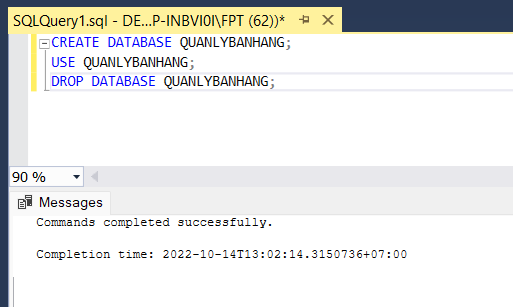 SQLQuery1.sql - DE...P-INBVI0I\FPT (62))*
CREATE DATABASE QUANLYBANHANG;
USE QUANLYBANHANG;
DROP DATABASE QUANLYBANHANG;
90 %
Messages
Commands completed successfully.
Completion time: 2022-10-14T13:02:14.3150736+07:00